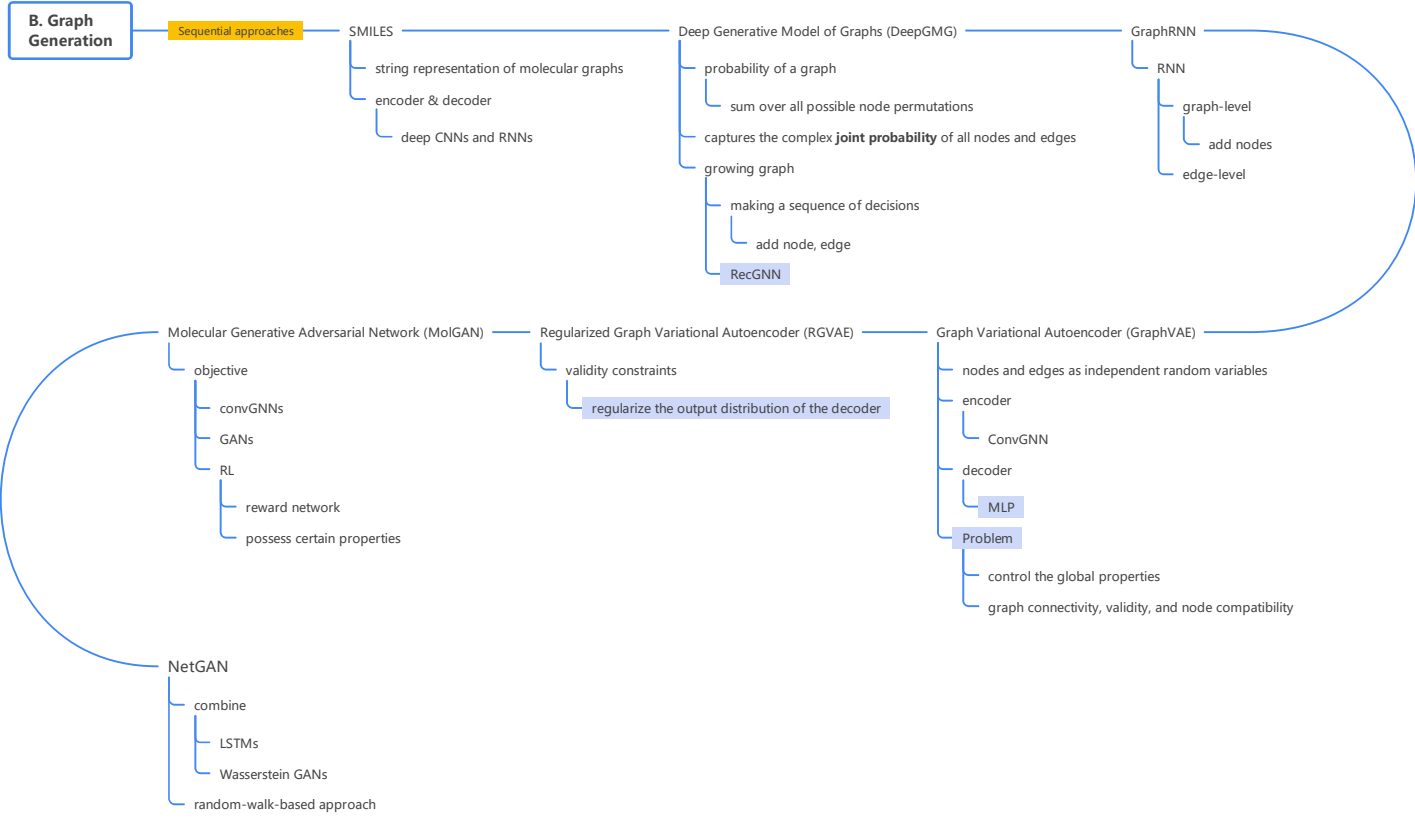 B. Graph
Generation
Sequential approaches
SMILES
string representation of molecular graphs
encoder & decoder
deep CNNs and RNNs
Deep Generative Model of Graphs (DeepGMG)
probability of a graph
sum over all possible node permutations
captures the complex joint probability of all nodes and edges
growing graph
making a sequence of decisions
add node, edge
RecGNN
GraphRNN
RNN
graph-level
add nodes
edge-level
Graph Variational Autoencoder (GraphVAE)
nodes and edges as independent random variables
encoder
ConvGNN
decoder
MLP
Problem
control the global properties
graph connectivity, validity, and node compatibility
Regularized Graph Variational Autoencoder (RGVAE)
validity constraints
regularize the output distribution of the decoder
Molecular Generative Adversarial Network (MolGAN)
objective
convGNNs
GANs
RL
reward network
possess certain properties
NetGAN
combine
LSTMs
Wasserstein GANs
random-walk-based approach